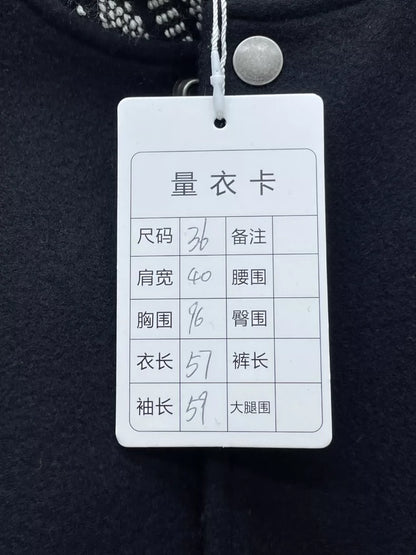 量衣卡
尺码 36 备注
肩宽 40 腰围
胸围 96 臀围
衣长 57 裤长
袖长 59 大腿围